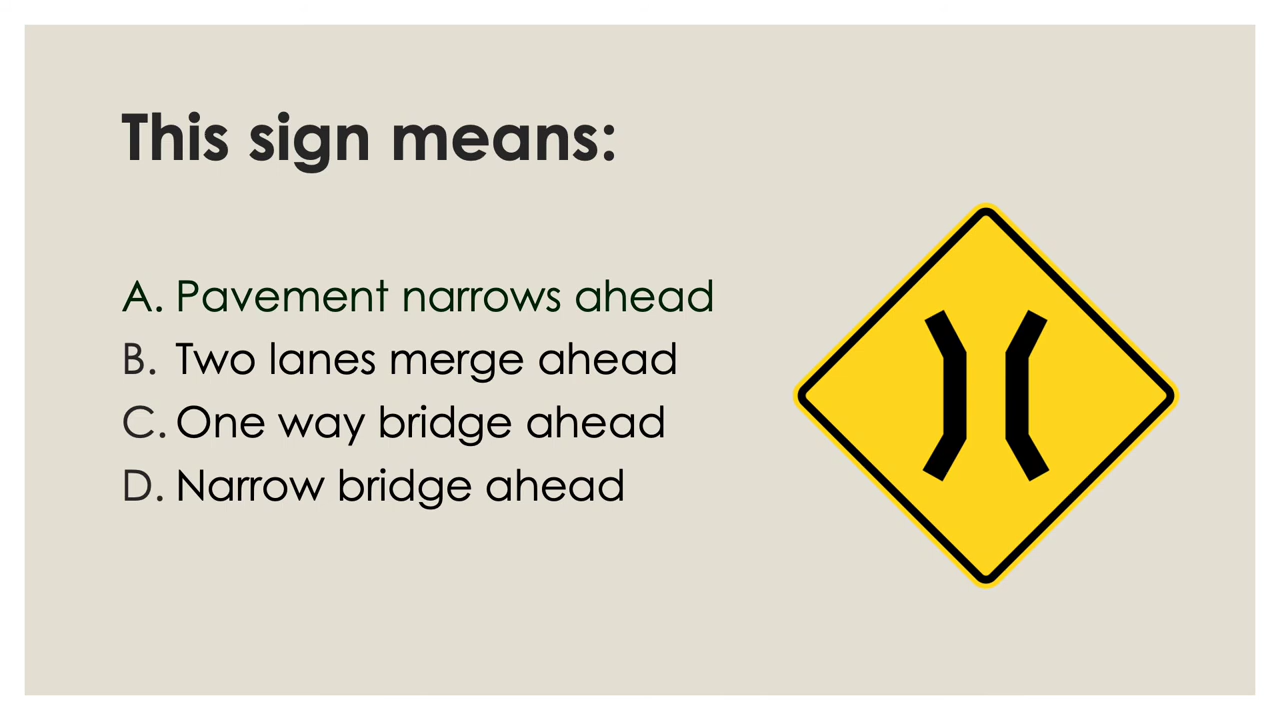 This sign means:
A. Pavement narrows ahead
B. Two lanes merge ahead
C. One way bridge ahead
D. Narrow bridge ahead